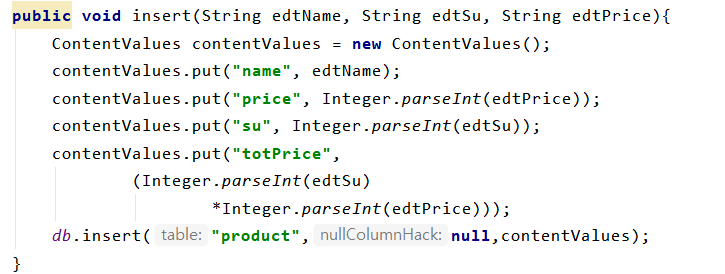 public void insert(String edtName, String edtSu, String edtPrice){
    ContentValues contentValues = new ContentValues();
    contentValues.put("name", edtName);
    contentValues.put("price", Integer.parseInt(edtPrice));
    contentValues.put("su", Integer.parseInt(edtSu));
    contentValues.put("totPrice",
            (Integer.parseInt(edtSu)
                    *Integer.parseInt(edtPrice)));
    db.insert( table: "product", nullColumnHack: null,contentValues);
}